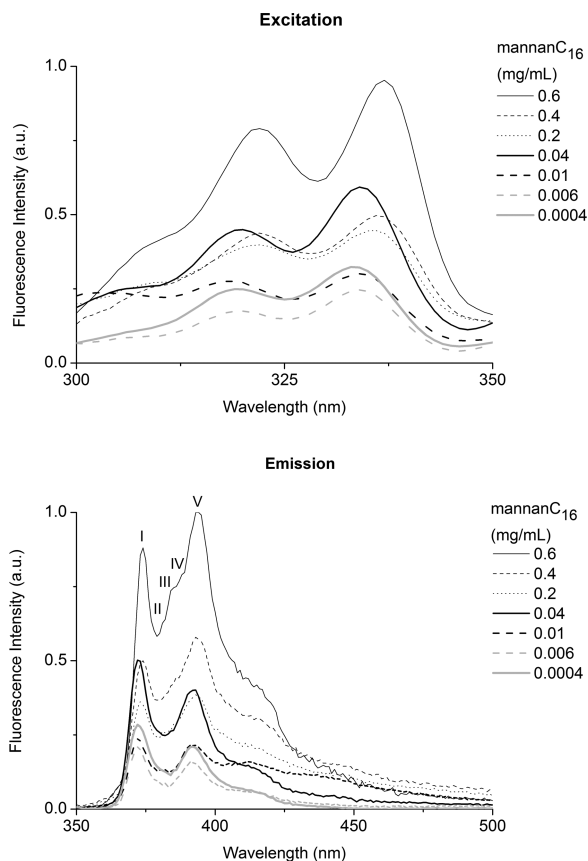 Excitation
mannanC16
(mg/mL)
0.6
0.4
0.2
0.04
0.01
0.006
0.0004
1.0
0.5
0.0
Fluorescence Intensity (a.u.)
300
325
350
Wavelength (nm)
Emission
mannanC16
(mg/mL)
0.6
0.4
0.2
0.04
0.01
0.006
0.0004
1.0
0.5
0.0
Fluorescence Intensity (a.u.)
I
II
III
IV
V
350
400
450
500
Wavelength (nm)